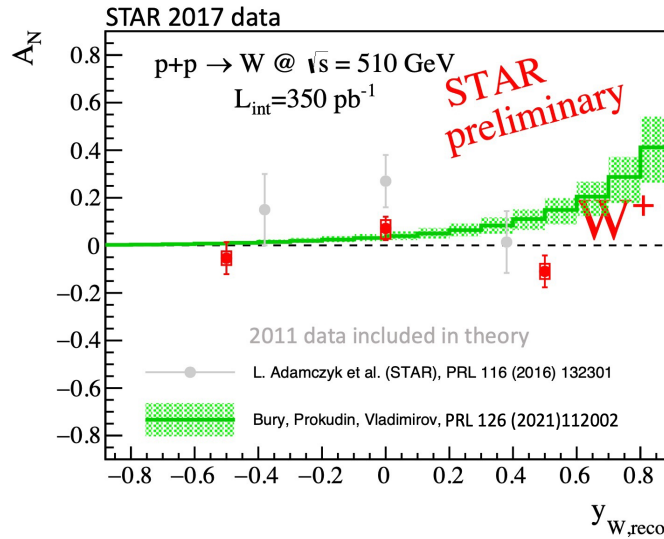 STAR 2017 data
A_N
p+p → W @ √s = 510 GeV
L_int=350 pb⁻¹
STAR
preliminary
W⁺
0.8
0.6
0.4
0.2
0
−0.2
−0.4
−0.6
−0.8
2011 data included in theory
L. Adamczyk et al. (STAR), PRL 116 (2016) 132301
Bury, Prokudin, Vladimirov, PRL 126 (2021)112002
−0.8 −0.6 −0.4 −0.2 0 0.2 0.4 0.6 0.8
y_W,reco